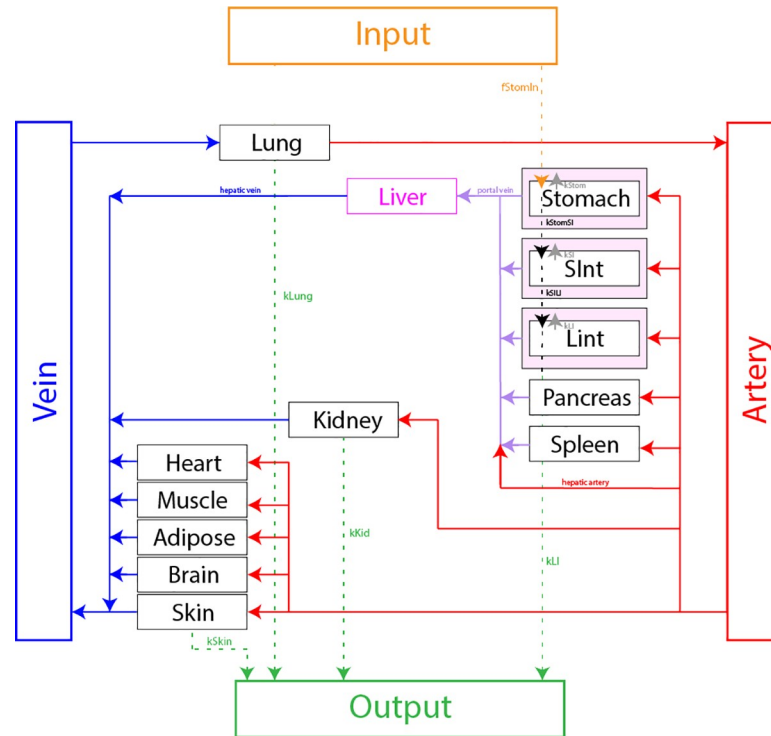 Input
fStomIn
Lung
kStom
Stomach
kStomSI
hepatic vein
Liver
portal vein
kSI
SInt
kSILI
kLung
kLI
Lint
Vein
Artery
Pancreas
Kidney
Spleen
Heart
hepatic artery
Muscle
Adipose
kKid
Brain
kLI
Skin
kSkin
Output